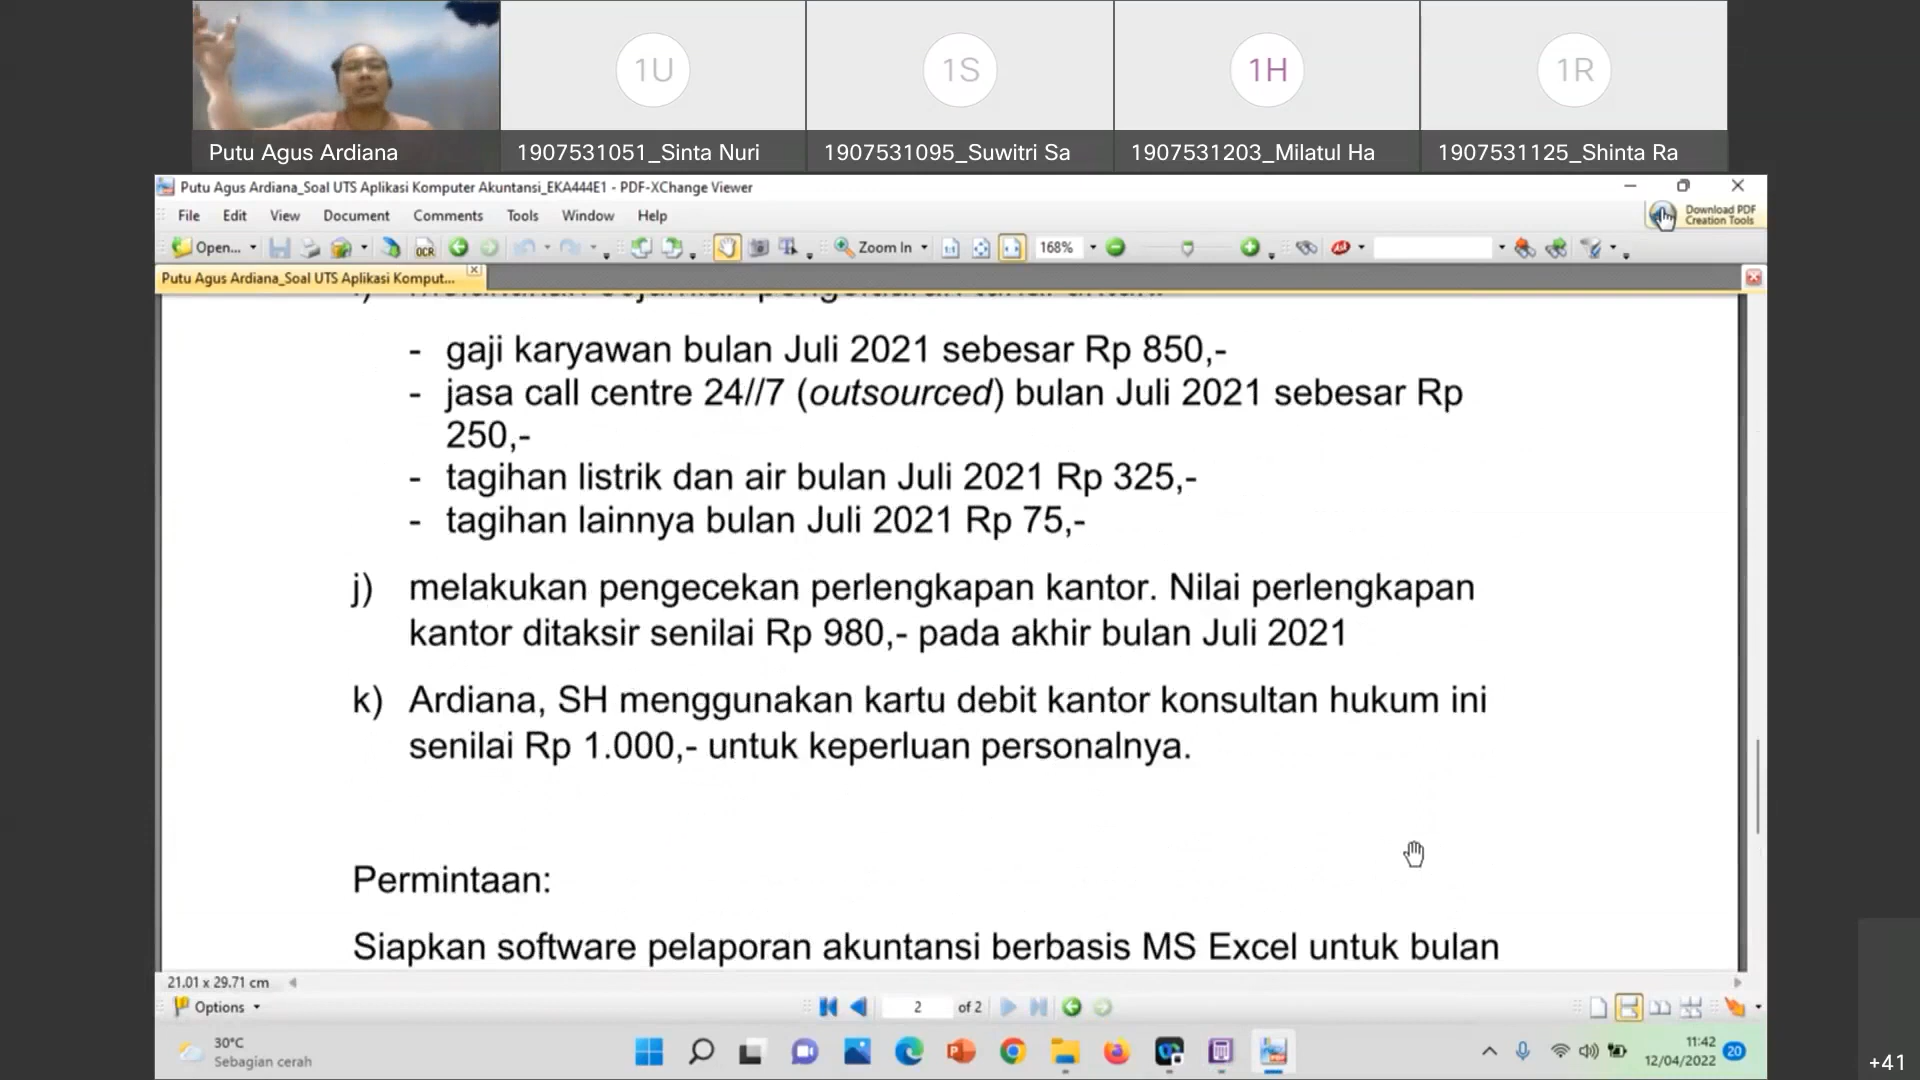 1U
1S
1H
1R
Putu Agus Ardiana
1907531051_Sinta Nuri
1907531095_Suwitri Sa
1907531203_Milatul Ha
1907531125_Shinta Ra
Putu Agus Ardiana_Soal UTS Aplikasi Komputer Akuntansi_EKA444E1 - PDF-XChange Viewer
File Edit View Document Comments Tools Window Help
Download PDF
Creation Tools
Open...
OCR
Zoom In
168%
Putu Agus Ardiana_Soal UTS Aplikasi Komput...
- gaji karyawan bulan Juli 2021 sebesar Rp 850,-
- jasa call centre 24//7 (outsourced) bulan Juli 2021 sebesar Rp
250,-
- tagihan listrik dan air bulan Juli 2021 Rp 325,-
- tagihan lainnya bulan Juli 2021 Rp 75,-
j) melakukan pengecekan perlengkapan kantor. Nilai perlengkapan
kantor ditaksir senilai Rp 980,- pada akhir bulan Juli 2021
k) Ardiana, SH menggunakan kartu debit kantor konsultan hukum ini
senilai Rp 1.000,- untuk keperluan personalnya.
Permintaan:
Siapkan software pelaporan akuntansi berbasis MS Excel untuk bulan
21.01 x 29.71 cm
Options
2 of 2
30°C
Sebagian cerah
11:42
12/04/2022
20
+41